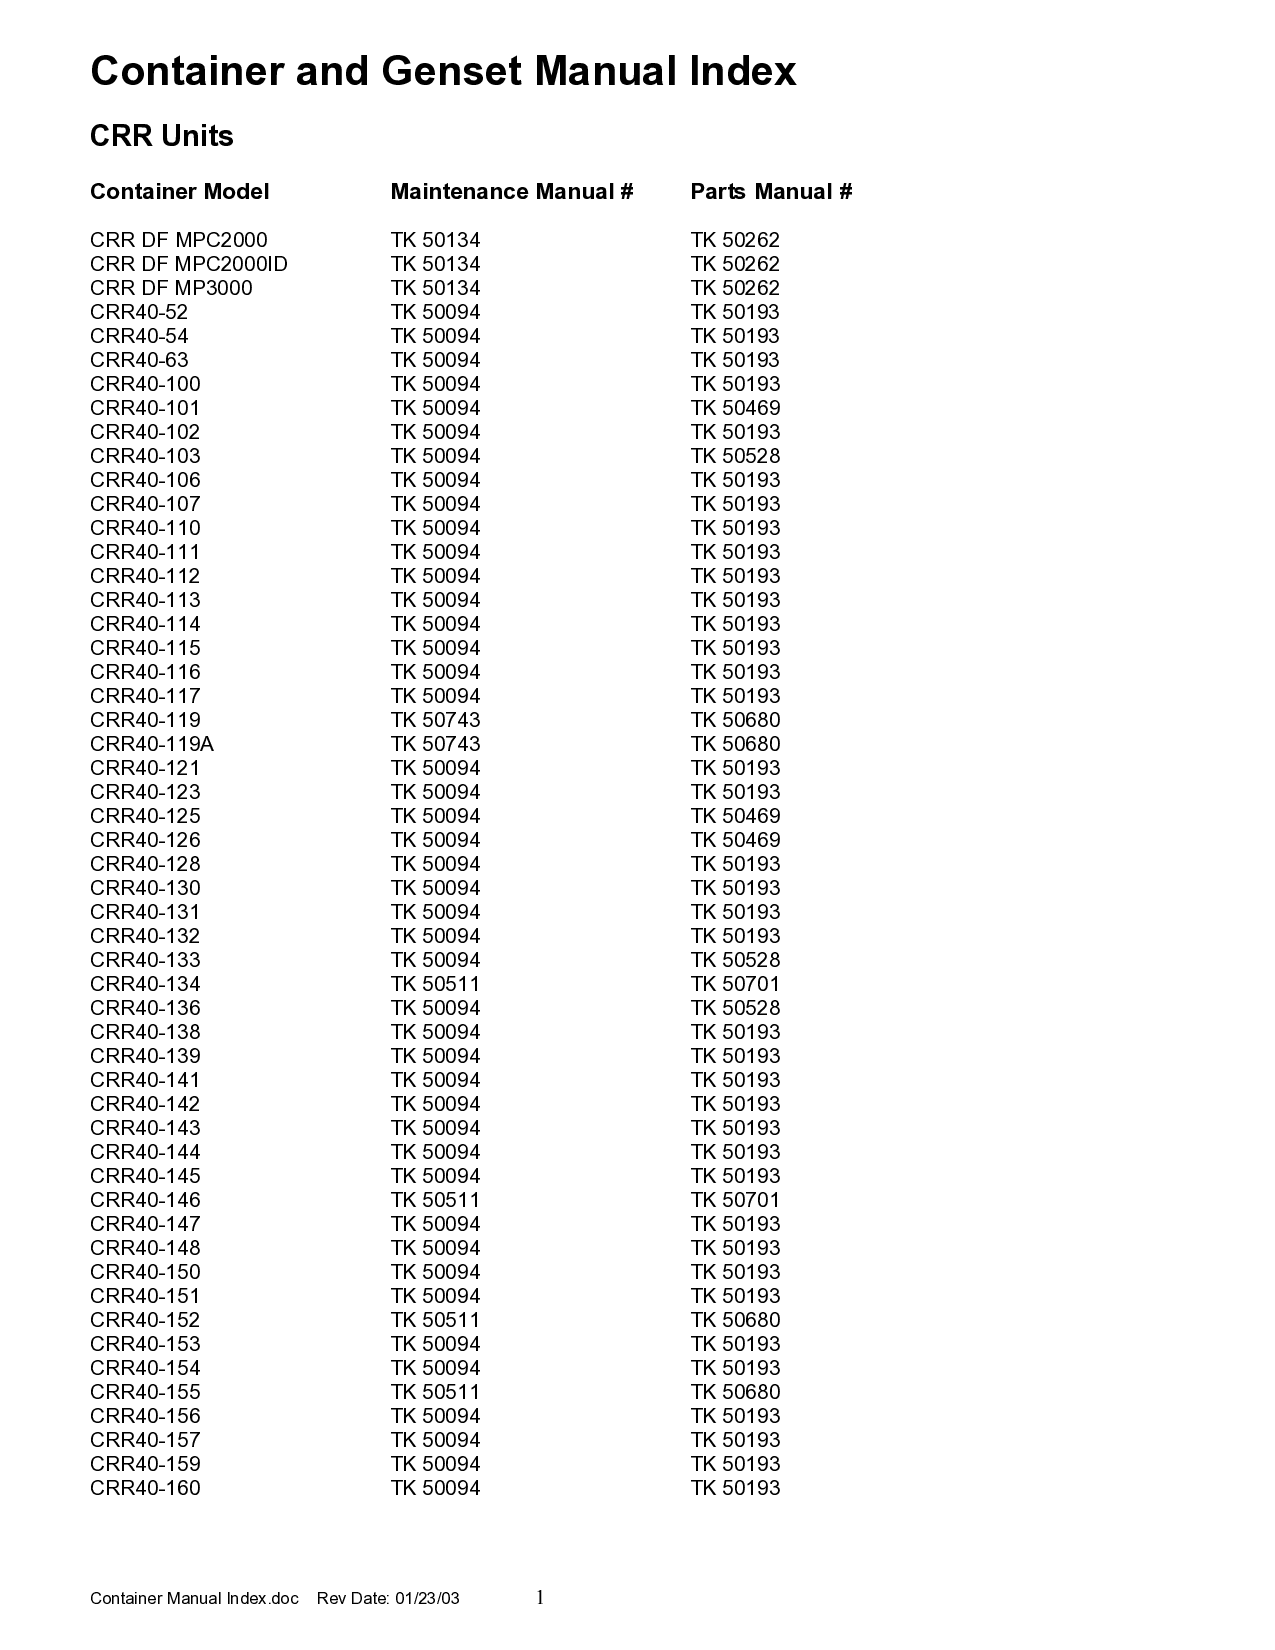 Container and Genset Manual Index
CRR Units
Container Model Maintenance Manual # Parts Manual #
CRR DF MPC2000 TK 50134 TK 50262
CRR DF MPC2000ID TK 50134 TK 50262
CRR DF MP3000 TK 50134 TK 50262
CRR40-52 TK 50094 TK 50193
CRR40-54 TK 50094 TK 50193
CRR40-63 TK 50094 TK 50193
CRR40-100 TK 50094 TK 50193
CRR40-101 TK 50094 TK 50469
CRR40-102 TK 50094 TK 50193
CRR40-103 TK 50094 TK 50528
CRR40-106 TK 50094 TK 50193
CRR40-107 TK 50094 TK 50193
CRR40-110 TK 50094 TK 50193
CRR40-111 TK 50094 TK 50193
CRR40-112 TK 50094 TK 50193
CRR40-113 TK 50094 TK 50193
CRR40-114 TK 50094 TK 50193
CRR40-115 TK 50094 TK 50193
CRR40-116 TK 50094 TK 50193
CRR40-117 TK 50094 TK 50193
CRR40-119 TK 50743 TK 50680
CRR40-119A TK 50743 TK 50680
CRR40-121 TK 50094 TK 50193
CRR40-123 TK 50094 TK 50193
CRR40-125 TK 50094 TK 50469
CRR40-126 TK 50094 TK 50469
CRR40-128 TK 50094 TK 50193
CRR40-130 TK 50094 TK 50193
CRR40-131 TK 50094 TK 50193
CRR40-132 TK 50094 TK 50193
CRR40-133 TK 50094 TK 50528
CRR40-134 TK 50511 TK 50701
CRR40-136 TK 50094 TK 50528
CRR40-138 TK 50094 TK 50193
CRR40-139 TK 50094 TK 50193
CRR40-141 TK 50094 TK 50193
CRR40-142 TK 50094 TK 50193
CRR40-143 TK 50094 TK 50193
CRR40-144 TK 50094 TK 50193
CRR40-145 TK 50094 TK 50193
CRR40-146 TK 50511 TK 50701
CRR40-147 TK 50094 TK 50193
CRR40-148 TK 50094 TK 50193
CRR40-150 TK 50094 TK 50193
CRR40-151 TK 50094 TK 50193
CRR40-152 TK 50511 TK 50680
CRR40-153 TK 50094 TK 50193
CRR40-154 TK 50094 TK 50193
CRR40-155 TK 50511 TK 50680
CRR40-156 TK 50094 TK 50193
CRR40-157 TK 50094 TK 50193
CRR40-159 TK 50094 TK 50193
CRR40-160 TK 50094 TK 50193
Container Manual Index.doc Rev Date: 01/23/03 1